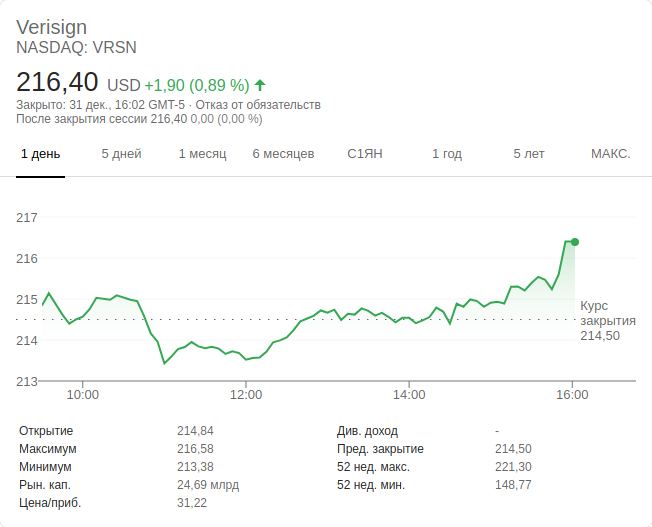 Verisign
NASDAQ: VRSN
216,40 USD +1,90 (0,89 %)
Закрыто: 31 дек., 16:02 GMT-5 · Отказ от обязательств
После закрытия сессии 216,40 0,00 (0,00 %)
1 день 5 дней 1 месяц 6 месяцев С1ЯН 1 год 5 лет МАКС.
217
216
215
214
213
Курс
закрытия
214,50
10:00 12:00 14:00 16:00
Открытие 214,84 Див. доход -
Максимум 216,58 Пред. закрытие 214,50
Минимум 213,38 52 нед. макс. 221,30
Рын. кап. 24,69 млрд 52 нед. мин. 148,77
Цена/приб. 31,22